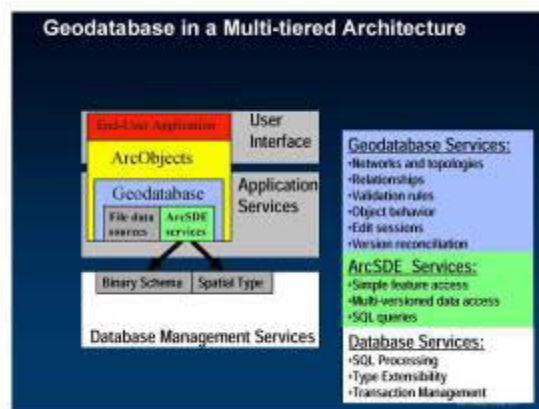 Geodatabase in a Multi-tiered Architecture
End-User Application
User
Interface
ArcObjects
Geodatabase
Application
Services
File data
sources
ArcSDE
services
Binary Schema
Spatial Type
Database Management Services
Geodatabase Services:
•Networks and topologies
•Relationships
•Validation rules
•Object behavior
•Edit sessions
•Version reconciliation
ArcSDE Services:
•Simple feature access
•Multi-versioned data access
•SQL queries
Database Services:
•SQL Processing
•Type Extensibility
•Transaction Management